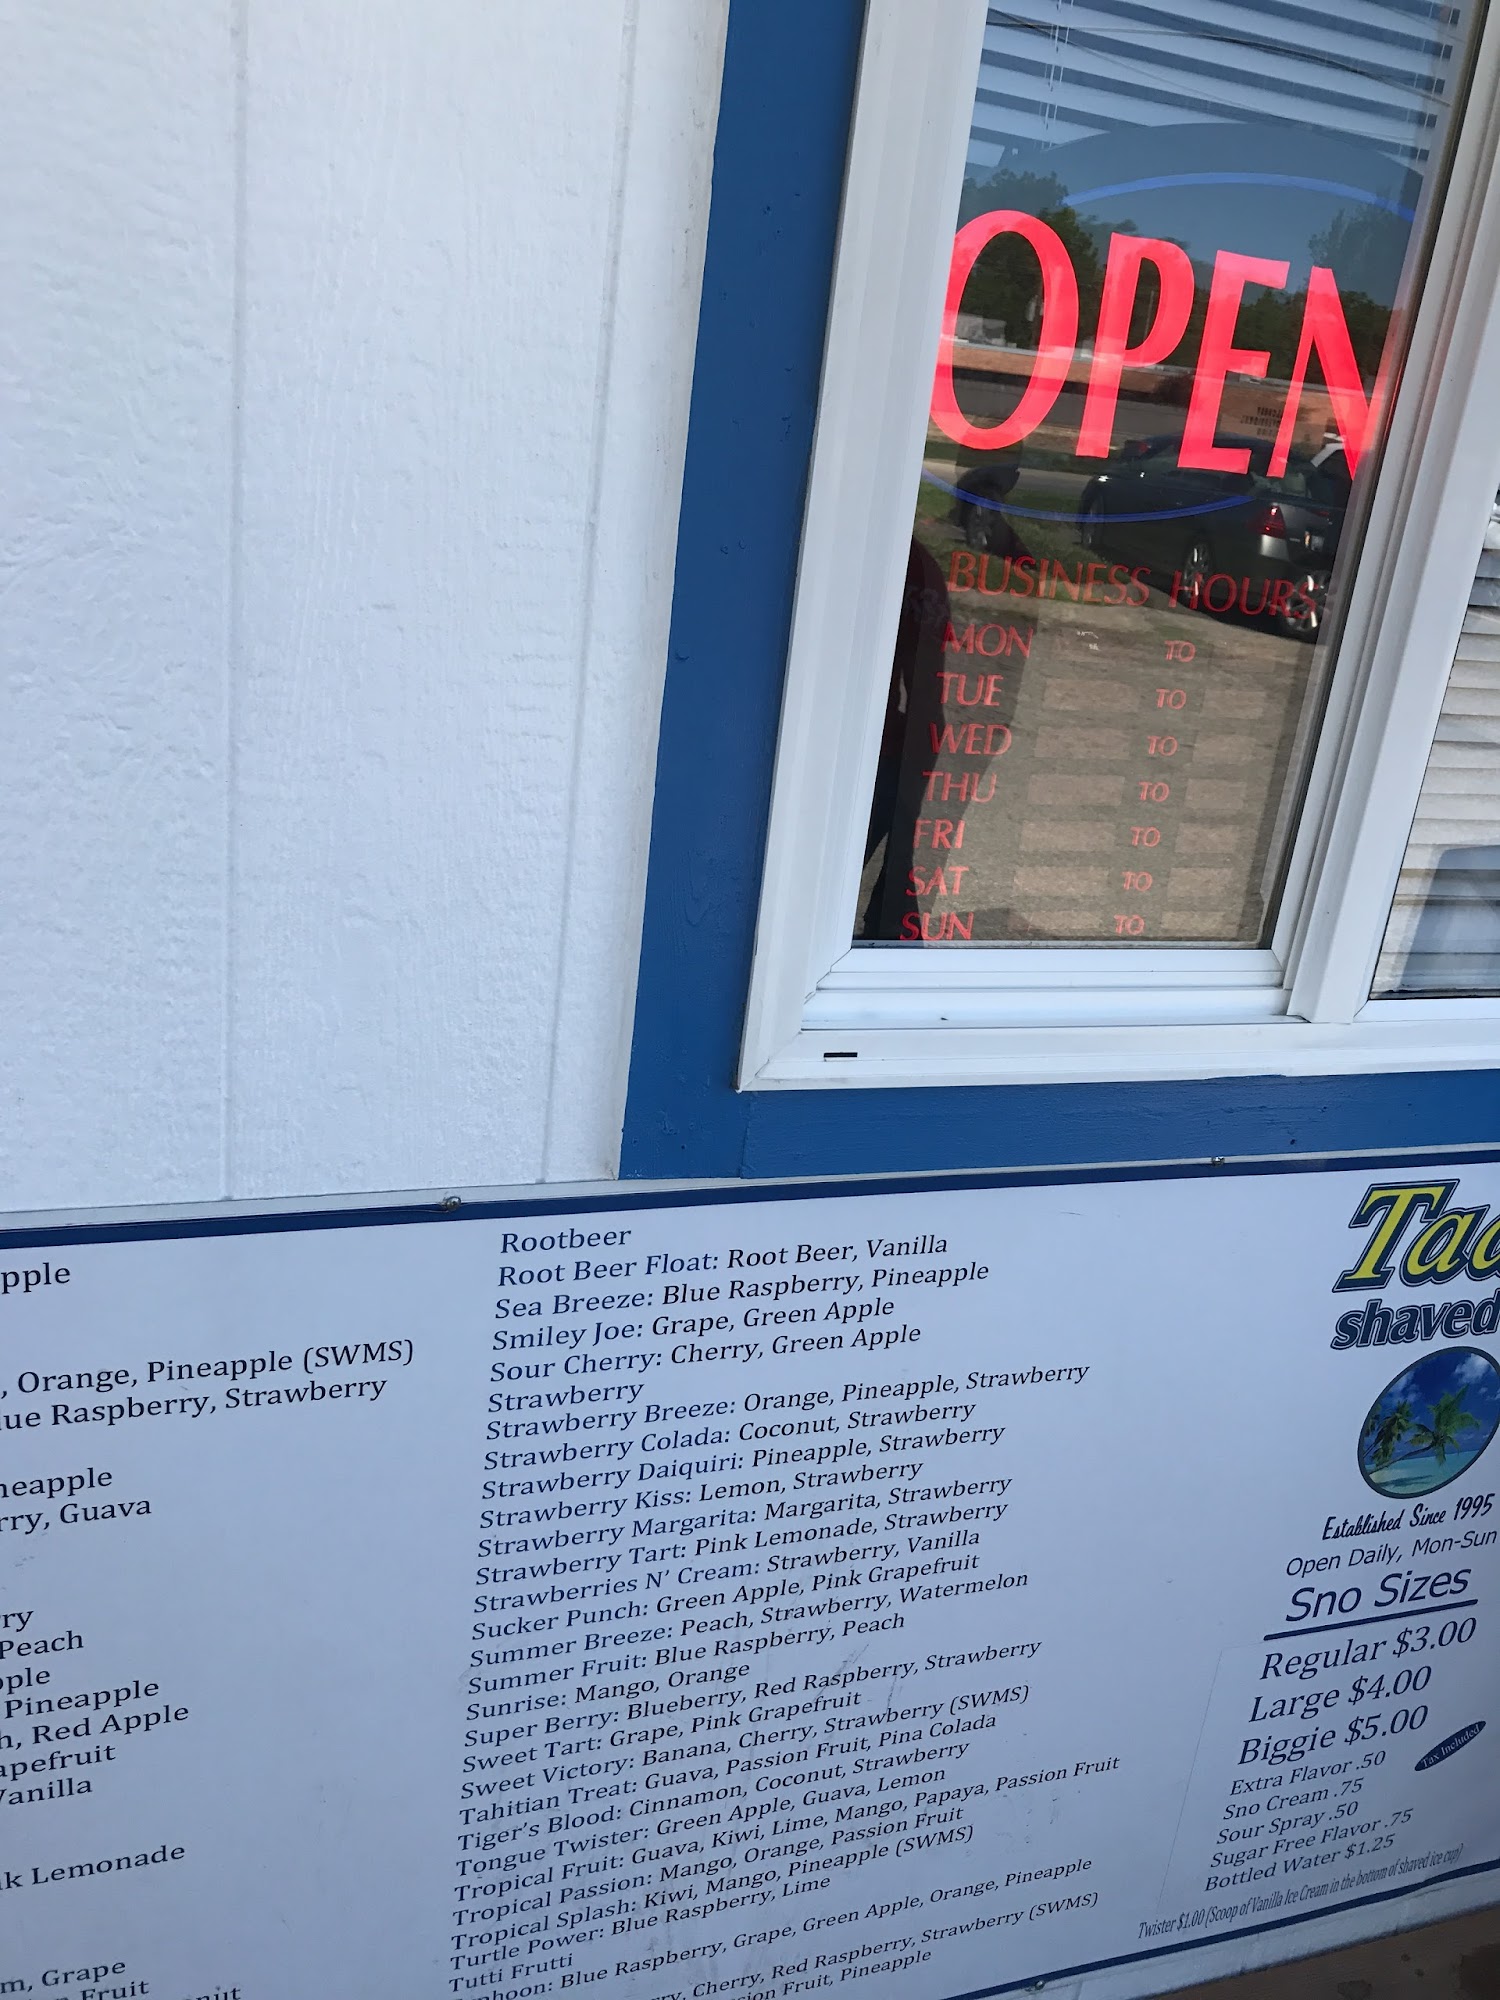 OPEN
BUSINESS HOURS
MON TO
TUE TO
WED TO
THU TO
FRI TO
SAT TO
SUN TO
pple
, Orange, Pineapple (SWMS)
lue Raspberry, Strawberry
neapple
rry, Guava
ry
Peach
pple
Pineapple
h, Red Apple
apefruit
Vanilla
k Lemonade
m, Grape
Fruit
nut
Rootbeer
Root Beer Float: Root Beer, Vanilla
Sea Breeze: Blue Raspberry, Pineapple
Smiley Joe: Grape, Green Apple
Sour Cherry: Cherry, Green Apple
Strawberry
Strawberry Breeze: Orange, Pineapple, Strawberry
Strawberry Colada: Coconut, Strawberry
Strawberry Daiquiri: Pineapple, Strawberry
Strawberry Kiss: Lemon, Strawberry
Strawberry Margarita: Margarita, Strawberry
Strawberry Tart: Pink Lemonade, Strawberry
Strawberries N' Cream: Strawberry, Vanilla
Sucker Punch: Green Apple, Pink Grapefruit
Summer Breeze: Peach, Strawberry, Watermelon
Summer Fruit: Blue Raspberry, Peach
Sunrise: Mango, Orange
Super Berry: Blueberry, Red Raspberry, Strawberry
Sweet Tart: Grape, Pink Grapefruit
Sweet Victory: Banana, Cherry, Strawberry (SWMS)
Tahitian Treat: Guava, Passion Fruit, Pina Colada
Tiger's Blood: Cinnamon, Coconut, Strawberry
Tongue Twister: Green Apple, Guava, Lemon
Tropical Fruit: Guava, Kiwi, Lime, Mango, Papaya, Passion Fruit
Tropical Passion: Mango, Orange, Passion Fruit
Tropical Splash: Kiwi, Mango, Pineapple (SWMS)
Turtle Power: Blue Raspberry, Lime
Tutti Frutti
phoon: Blue Raspberry, Grape, Green Apple, Orange, Pineapple
ry, Cherry, Red Raspberry, Strawberry (SWMS)
sion Fruit, Pineapple
Tad
shaved
Established Since 1995
Open Daily, Mon-Sun
Sno Sizes
Regular $3.00
Large $4.00
Biggie $5.00
Tax Included
Extra Flavor .50
Sno Cream .75
Sour Spray .50
Sugar Free Flavor .75
Bottled Water $1.25
Twister $1.00 (Scoop of Vanilla Ice Cream in the bottom of shaved ice cup)